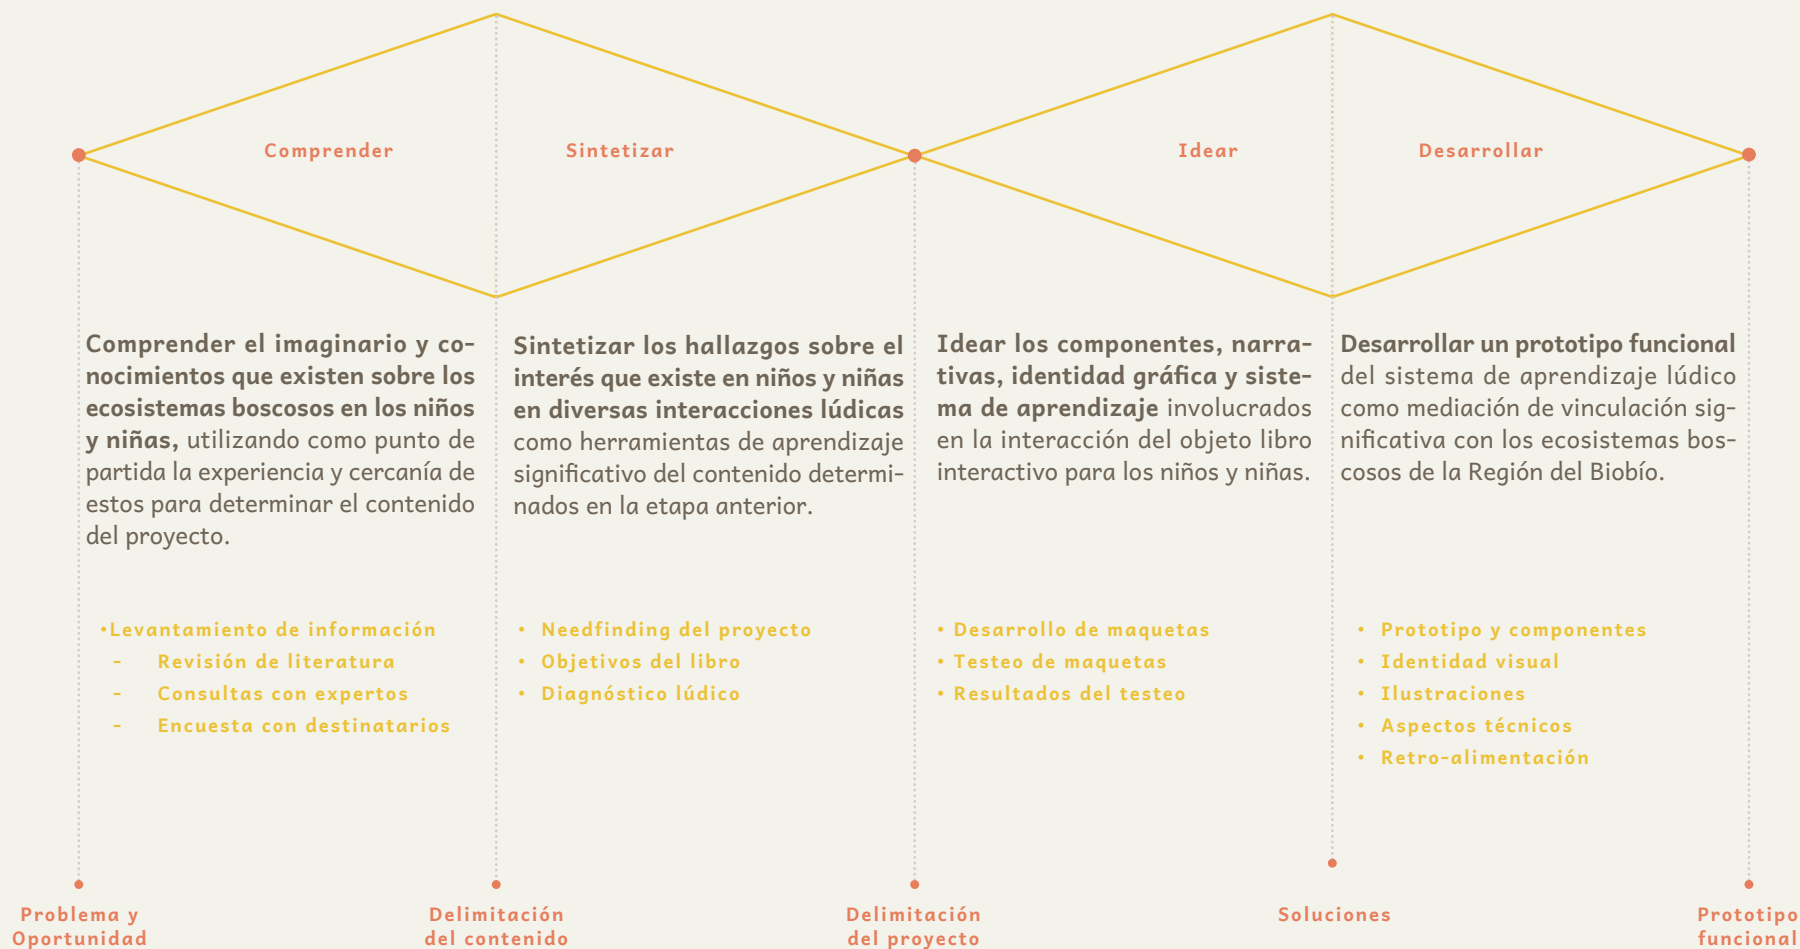 Comprender
Sintetizar
Idear
Desarrollar
Comprender el imaginario y co-
nocimientos que existen sobre los
ecosistemas boscosos en los niños
y niñas, utilizando como punto de
partida la experiencia y cercanía de
estos para determinar el contenido
del proyecto.
Sintetizar los hallazgos sobre el
interés que existe en niños y niñas
en diversas interacciones lúdicas
como herramientas de aprendizaje
significativo del contenido determi-
nados en la etapa anterior.
Idear los componentes, narra-
tivas, identidad gráfica y siste-
ma de aprendizaje involucrados
en la interacción del objeto libro
interactivo para los niños y niñas.
Desarrollar un prototipo funcional
del sistema de aprendizaje lúdico
como mediación de vinculación sig-
nificativa con los ecosistemas bos-
cosos de la Región del Biobío.
•Levantamiento de información
- Revisión de literatura
- Consultas con expertos
- Encuesta con destinatarios
• Needfinding del proyecto
• Objetivos del libro
• Diagnóstico lúdico
• Desarrollo de maquetas
• Testeo de maquetas
• Resultados del testeo
• Prototipo y componentes
• Identidad visual
• Ilustraciones
• Aspectos técnicos
• Retro-alimentación
Problema y
Oportunidad
Delimitación
del contenido
Delimitación
del proyecto
Soluciones
Prototipo
funcional